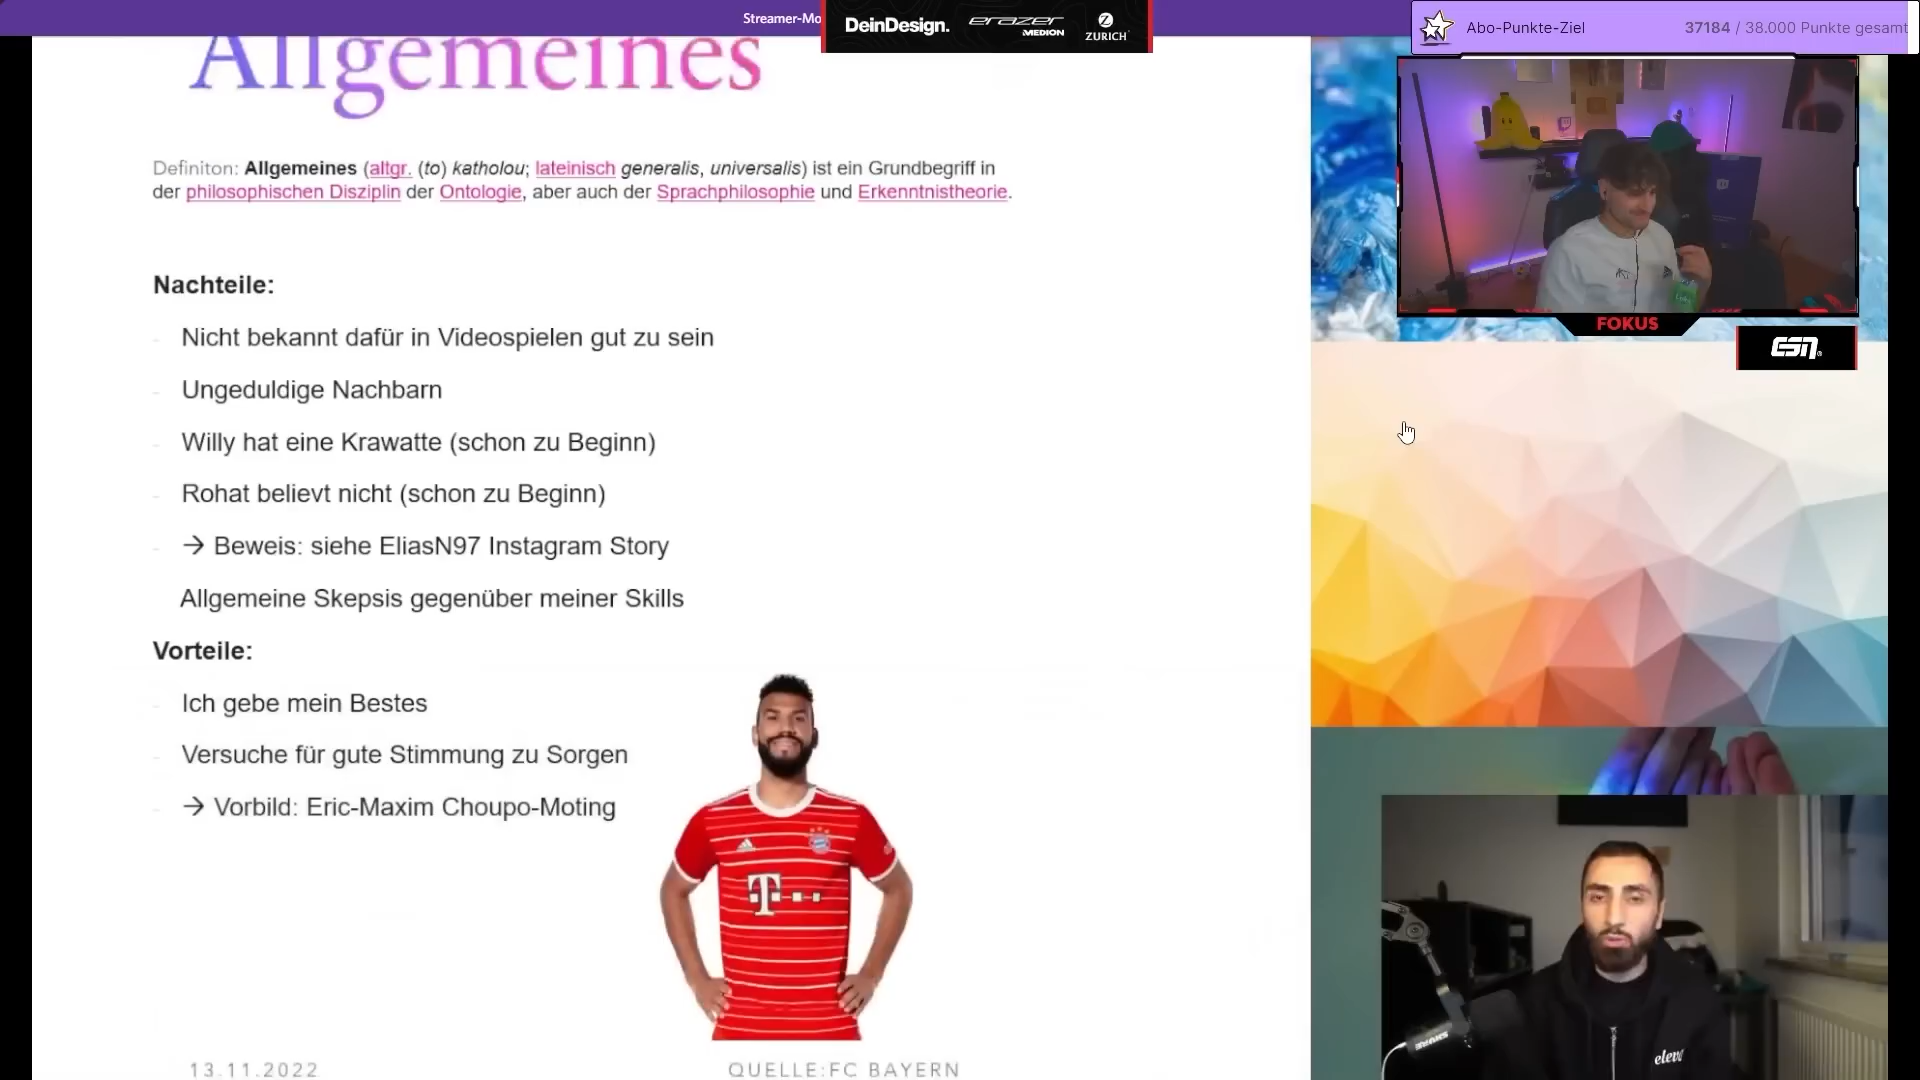 Streamer-Mo
DeinDesign.
erazer
MEDION
ZURICH
Abo-Punkte-Ziel
37184 / 38.000 Punkte gesamt
Allgemeines
Definiton: Allgemeines (altgr. (to) katholou; lateinisch generalis, universalis) ist ein Grundbegriff in
der philosophischen Disziplin der Ontologie, aber auch der Sprachphilosophie und Erkenntnistheorie.
FOKUS
ESN
Nachteile:
- Nicht bekannt dafür in Videospielen gut zu sein
- Ungeduldige Nachbarn
- Willy hat eine Krawatte (schon zu Beginn)
- Rohat believt nicht (schon zu Beginn)
- → Beweis: siehe EliasN97 Instagram Story
Allgemeine Skepsis gegenüber meiner Skills
Vorteile:
- Ich gebe mein Bestes
- Versuche für gute Stimmung zu Sorgen
- → Vorbild: Eric-Maxim Choupo-Moting
T
13.11.2022
QUELLE:FC BAYERN